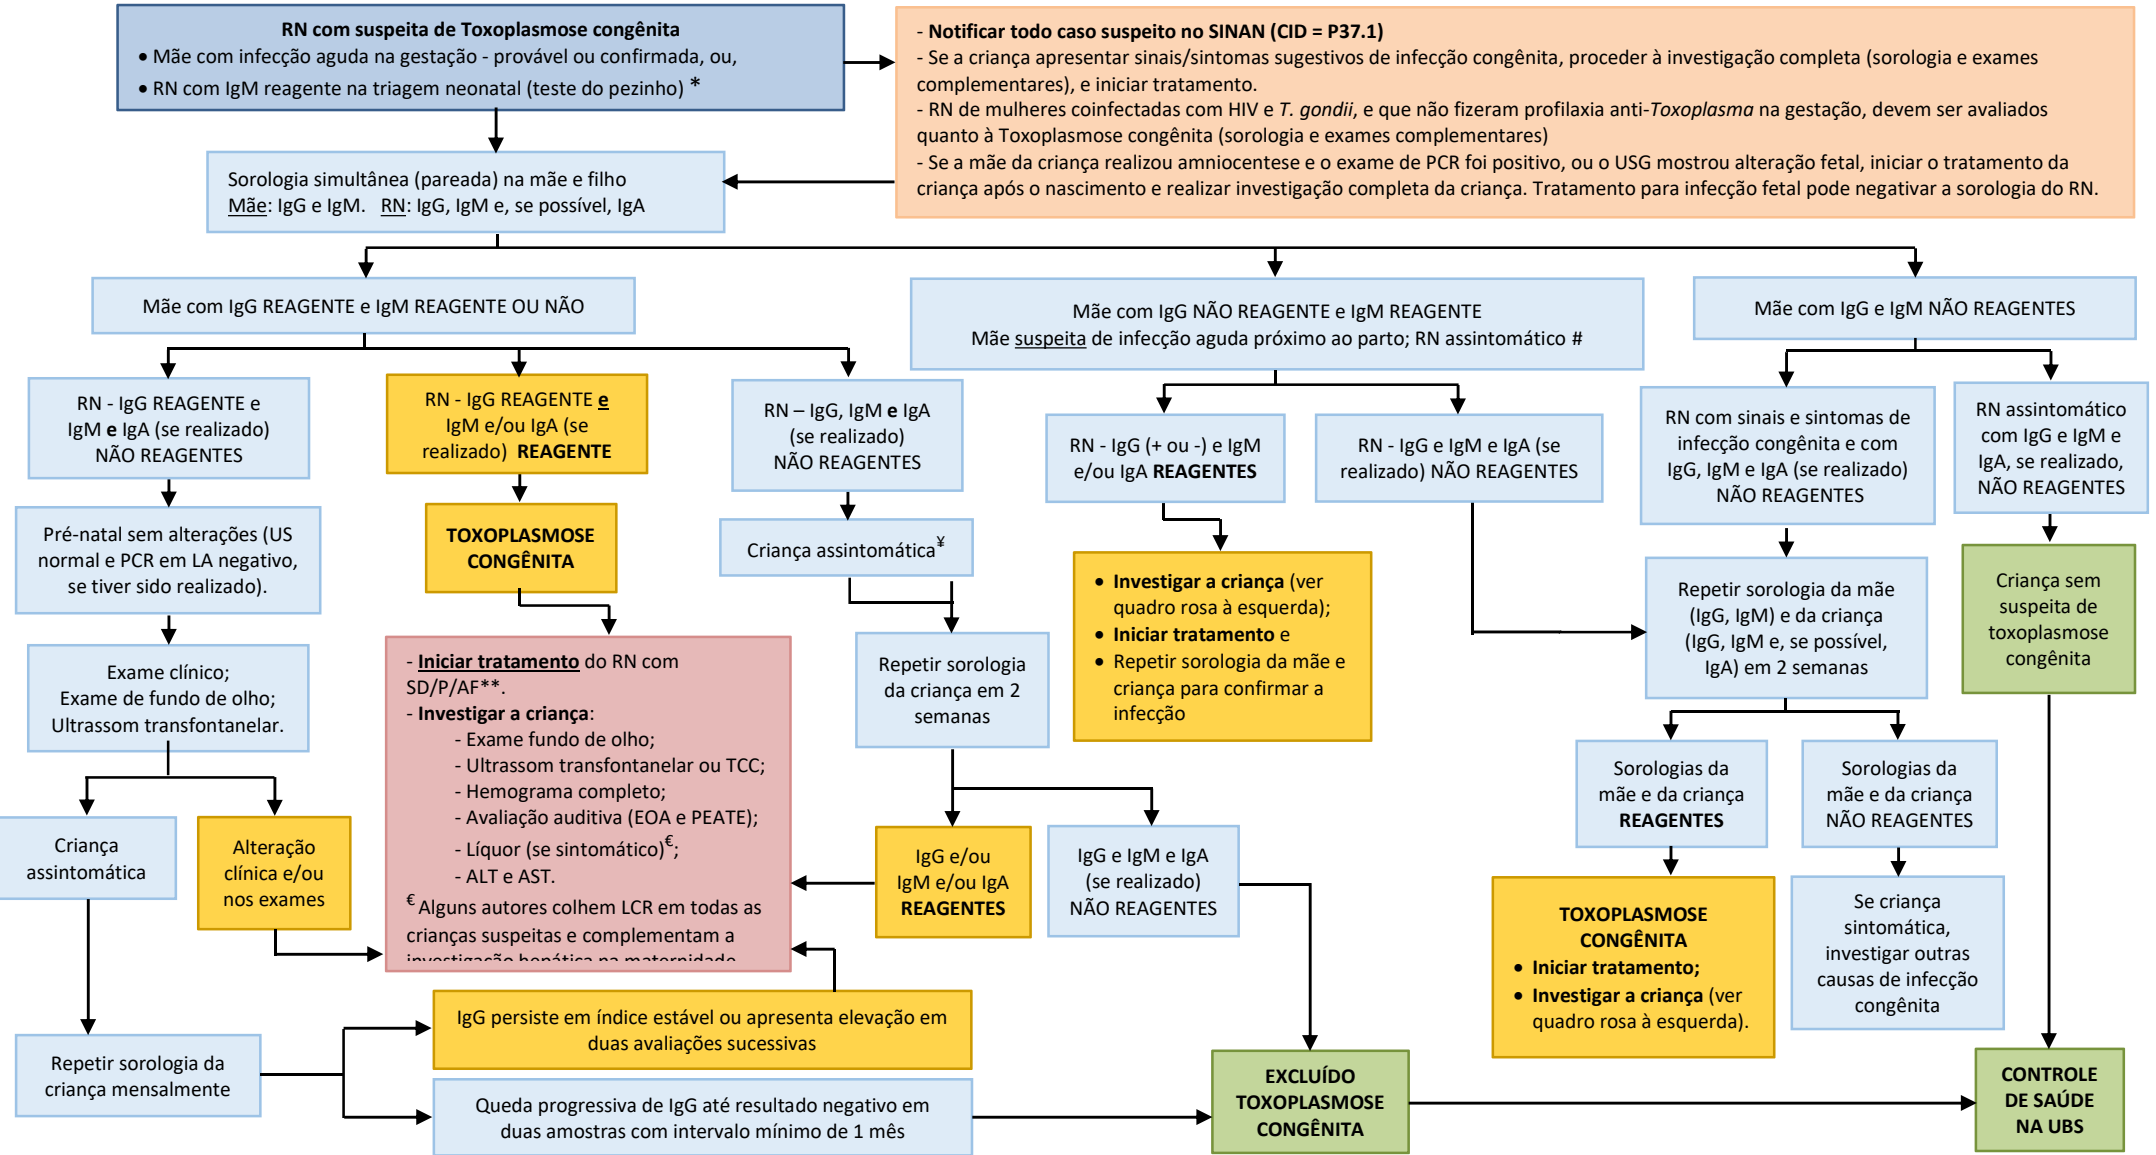 RN com suspeita de Toxoplasmose congênita
• Mãe com infecção aguda na gestação - provável ou confirmada, ou,
• RN com IgM reagente na triagem neonatal (teste do pezinho) *
- Notificar todo caso suspeito no SINAN (CID = P37.1)
- Se a criança apresentar sinais/sintomas sugestivos de infecção congênita, proceder à investigação completa (sorologia e exames
complementares), e iniciar tratamento.
- RN de mulheres coinfectadas com HIV e T. gondii, e que não fizeram profilaxia anti-Toxoplasma na gestação, devem ser avaliados
quanto à Toxoplasmose congênita (sorologia e exames complementares)
- Se a mãe da criança realizou amniocentese e o exame de PCR foi positivo, ou o USG mostrou alteração fetal, iniciar o tratamento da
criança após o nascimento e realizar investigação completa da criança. Tratamento para infecção fetal pode negativar a sorologia do RN.
Sorologia simultânea (pareada) na mãe e filho
Mãe: IgG e IgM. RN: IgG, IgM e, se possível, IgA
Mãe com IgG REAGENTE e IgM REAGENTE OU NÃO
Mãe com IgG NÃO REAGENTE e IgM REAGENTE
Mãe suspeita de infecção aguda próximo ao parto; RN assintomático #
Mãe com IgG e IgM NÃO REAGENTES
RN - IgG REAGENTE e
IgM e IgA (se realizado)
NÃO REAGENTES
RN - IgG REAGENTE e
IgM e/ou IgA (se
realizado) REAGENTE
RN – IgG, IgM e IgA
(se realizado)
NÃO REAGENTES
RN - IgG (+ ou -) e IgM
e/ou IgA REAGENTES
RN - IgG e IgM e IgA (se
realizado) NÃO REAGENTES
RN com sinais e sintomas de
infecção congênita e com
IgG, IgM e IgA (se realizado)
NÃO REAGENTES
RN assintomático
com IgG e IgM e
IgA, se realizado,
NÃO REAGENTES
Pré-natal sem alterações (US
normal e PCR em LA negativo,
se tiver sido realizado).
TOXOPLASMOSE
CONGÊNITA
Criança assintomática¥
• Investigar a criança (ver
quadro rosa à esquerda);
• Iniciar tratamento e
• Repetir sorologia da mãe e
criança para confirmar a
infecção
Repetir sorologia da mãe
(IgG, IgM) e da criança
(IgG, IgM e, se possível,
IgA) em 2 semanas
Criança sem
suspeita de
toxoplasmose
congênita
Exame clínico;
Exame de fundo de olho;
Ultrassom transfontanelar.
- Iniciar tratamento do RN com
SD/P/AF**.
- Investigar a criança:
- Exame fundo de olho;
- Ultrassom transfontanelar ou TCC;
- Hemograma completo;
- Avaliação auditiva (EOA e PEATE);
- Líquor (se sintomático)€;
- ALT e AST.
€ Alguns autores colhem LCR em todas as
crianças suspeitas e complementam a
investigação hepática na maternidade
Repetir sorologia
da criança em 2
semanas
Sorologias da
mãe e da criança
REAGENTES
Sorologias da
mãe e da criança
NÃO REAGENTES
Criança
assintomática
Alteração
clínica e/ou
nos exames
IgG e/ou
IgM e/ou IgA
REAGENTES
IgG e IgM e IgA
(se realizado)
NÃO REAGENTES
TOXOPLASMOSE
CONGÊNITA
• Iniciar tratamento;
• Investigar a criança (ver
quadro rosa à esquerda).
Se criança
sintomática,
investigar outras
causas de infecção
congênita
Repetir sorologia da
criança mensalmente
IgG persiste em índice estável ou apresenta elevação em
duas avaliações sucessivas
Queda progressiva de IgG até resultado negativo em
duas amostras com intervalo mínimo de 1 mês
EXCLUÍDO
TOXOPLASMOSE
CONGÊNITA
CONTROLE
DE SAÚDE
NA UBS